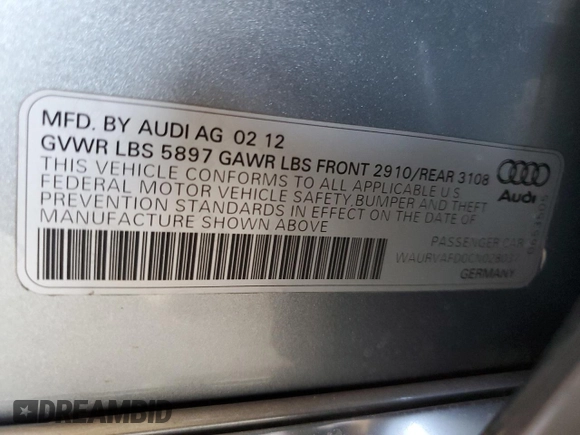 MFD. BY AUDI AG 02 12
GVWR LBS 5897 GAWR LBS FRONT 2910/REAR 3108
THIS VEHICLE CONFORMS TO ALL APPLICABLE U.S.
FEDERAL MOTOR VEHICLE SAFETY,BUMPER AND THEFT
PREVENTION STANDARDS IN EFFECT ON THE DATE OF
MANUFACTURE SHOWN ABOVE
Audi
PASSENGER CAR
GERMANY
DREAMBID